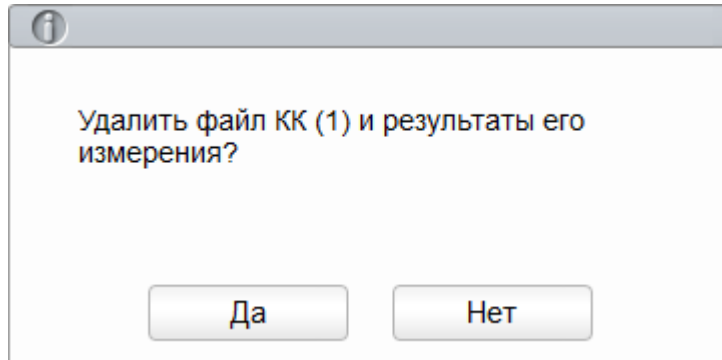 Удалить файл КК (1) и результаты его
измерения?
Да Нет